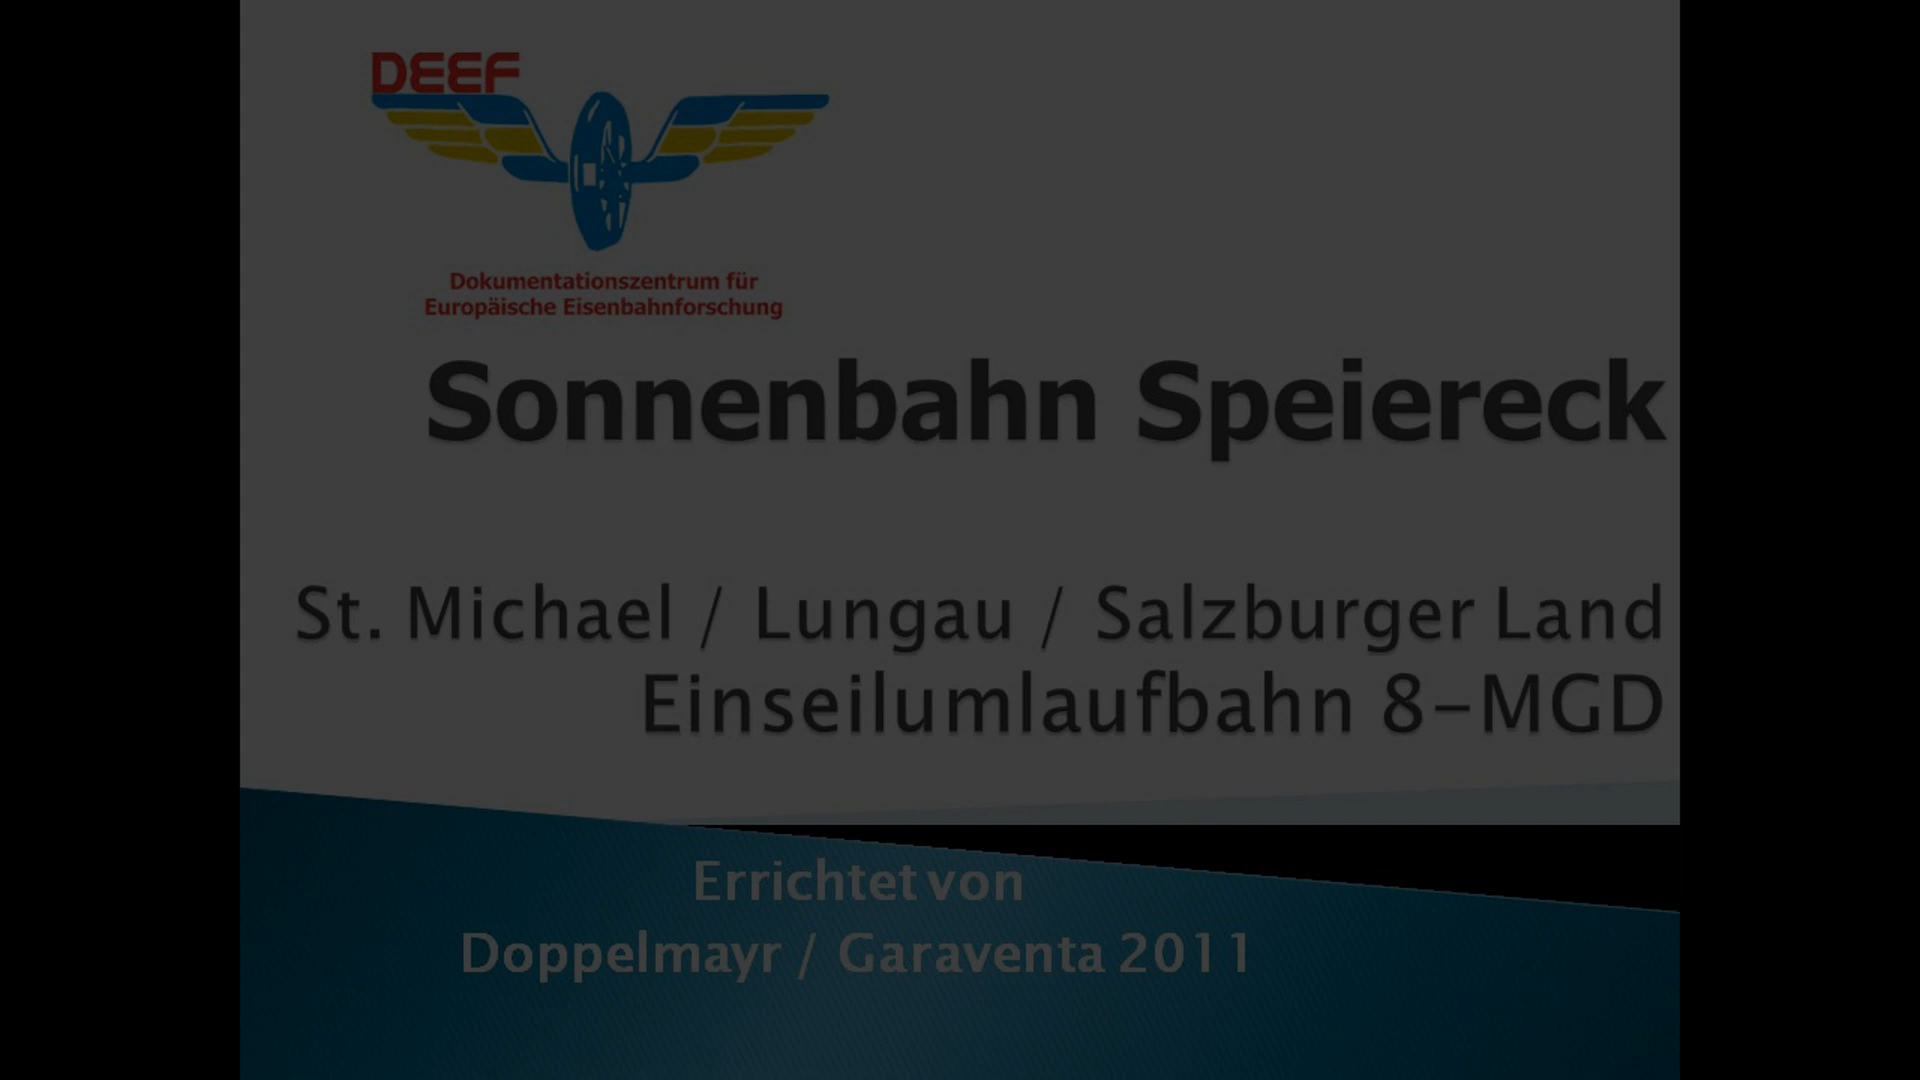 DEEF
Dokumentationszentrum für
Europäische Eisenbahnforschung
Sonnenbahn Speiereck
St. Michael / Lungau / Salzburger Land
Einseilumlaufbahn 8-MGD
Errichtet von
Doppelmayr / Garaventa 2011